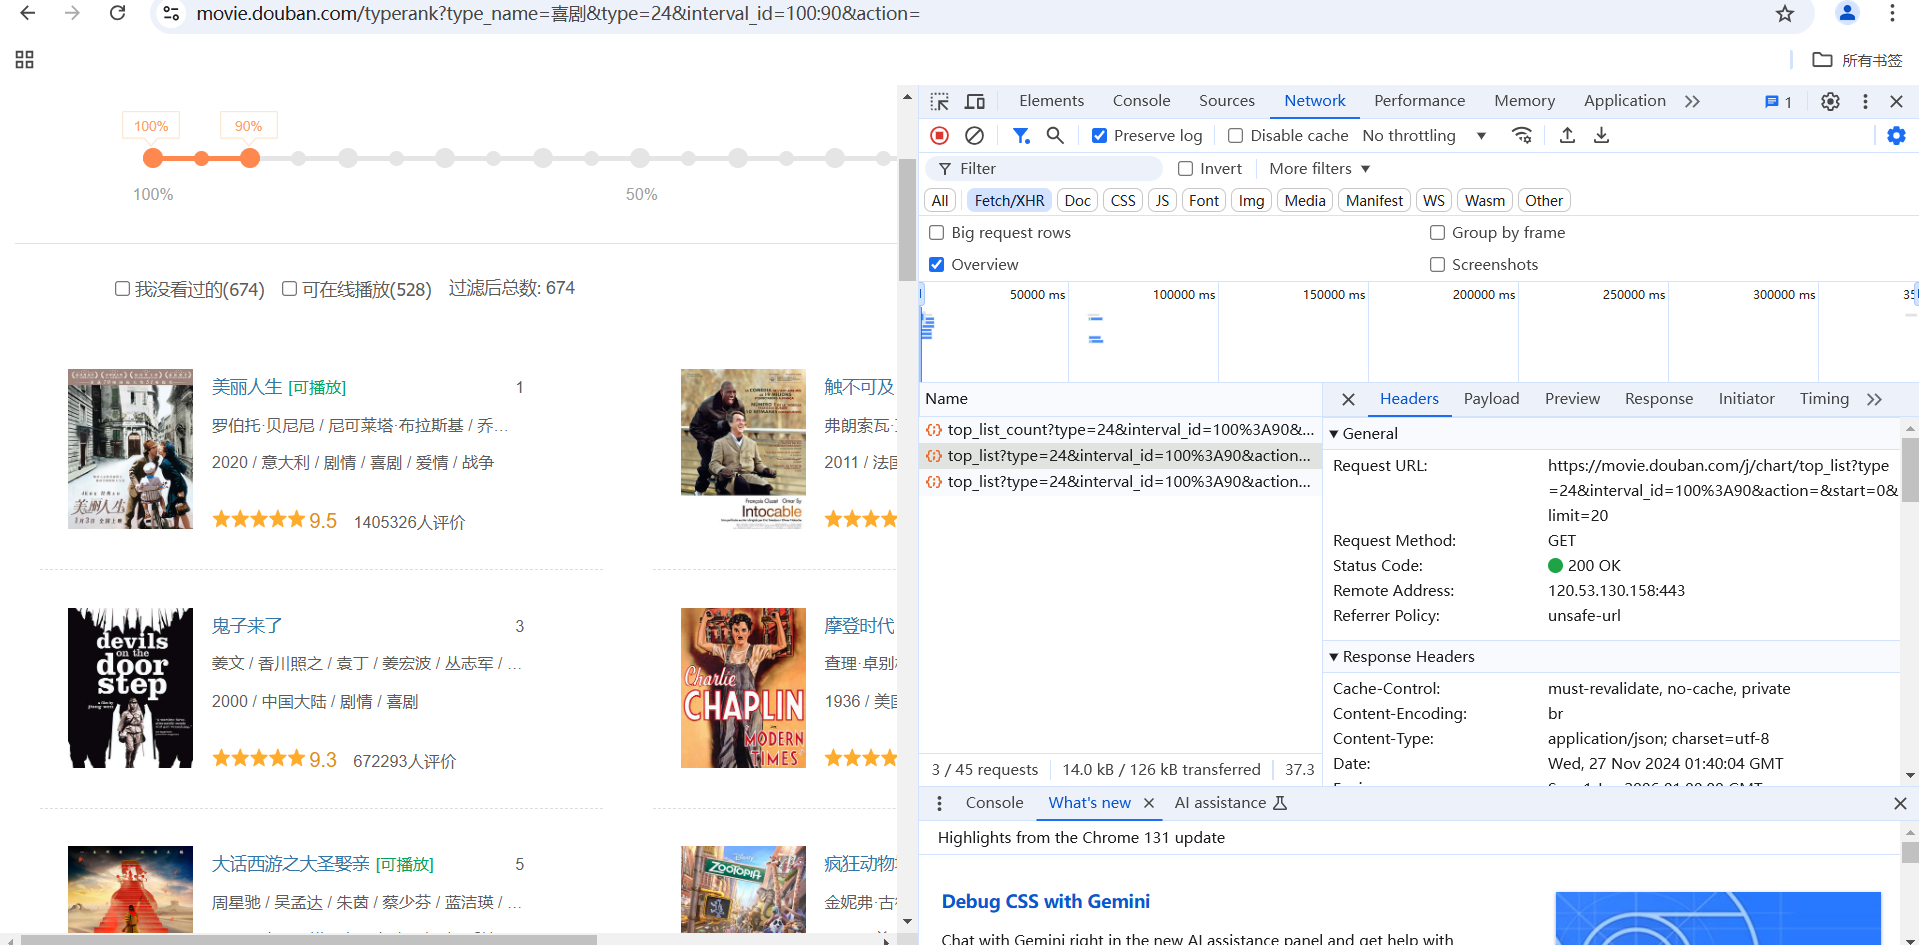 movie.douban.com/typerank?type_name=喜剧&type=24&interval_id=100:90&action=
所有书签
100%
90%
100%
50%
我没看过的(674)
可在线播放(528)
过滤后总数: 674
美丽人生 [可播放]
1
罗伯托·贝尼尼 / 尼可莱塔·布拉斯基 / 乔...
2020 / 意大利 / 剧情 / 喜剧 / 爱情 / 战争
9.5
1405326人评价
美丽人生
触不可及
弗朗索瓦·
2011 / 法国
Intocable
鬼子来了
3
姜文 / 香川照之 / 袁丁 / 姜宏波 / 丛志军 / ...
2000 / 中国大陆 / 剧情 / 喜剧
9.3
672293人评价
devils
on the
door
step
摩登时代
查理·卓别
1936 / 美国
Charlie
CHAPLIN
MODERN
TIMES
大话西游之大圣娶亲 [可播放]
5
周星驰 / 吴孟达 / 朱茵 / 蔡少芬 / 蓝洁瑛 / ...
疯狂动物
金妮弗·古
ZOOTOPIA
Elements
Console
Sources
Network
Performance
Memory
Application
1
Preserve log
Disable cache
No throttling
Filter
Invert
More filters
All
Fetch/XHR
Doc
CSS
JS
Font
Img
Media
Manifest
WS
Wasm
Other
Big request rows
Group by frame
Overview
Screenshots
50000 ms
100000 ms
150000 ms
200000 ms
250000 ms
300000 ms
Name
top_list_count?type=24&interval_id=100%3A90&...
top_list?type=24&interval_id=100%3A90&action...
top_list?type=24&interval_id=100%3A90&action...
3 / 45 requests
14.0 kB / 126 kB transferred
37.3
Headers
Payload
Preview
Response
Initiator
Timing
General
Request URL:
https://movie.douban.com/j/chart/top_list?type
=24&interval_id=100%3A90&action=&start=0&
limit=20
Request Method:
GET
Status Code:
200 OK
Remote Address:
120.53.130.158:443
Referrer Policy:
unsafe-url
Response Headers
Cache-Control:
must-revalidate, no-cache, private
Content-Encoding:
br
Content-Type:
application/json; charset=utf-8
Date:
Wed, 27 Nov 2024 01:40:04 GMT
Console
What's new
AI assistance
Highlights from the Chrome 131 update
Debug CSS with Gemini
Chat with Gemini right in the new AI assistance panel and get help with